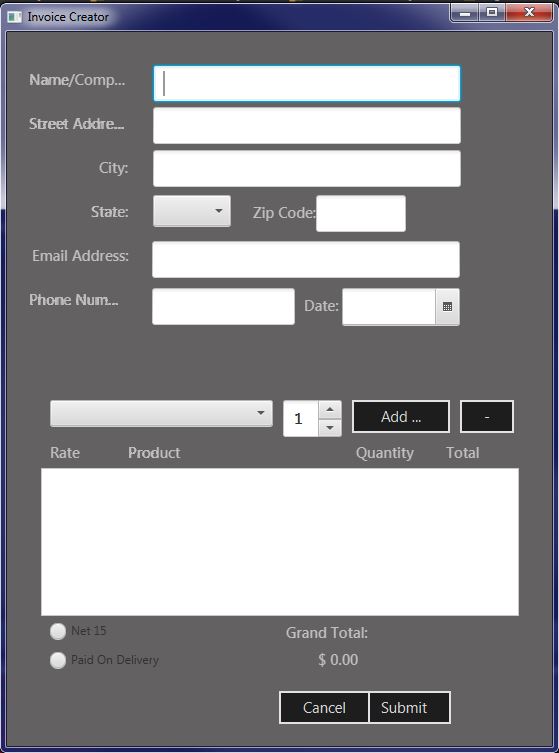 Invoice Creator
Name/Comp...
Street Addre...
City:
State:
Zip Code:
Email Address:
Phone Num...
Date:
1
Add ...
-
Rate Product Quantity Total
Net 15
Grand Total:
Paid On Delivery
$ 0.00
Cancel
Submit